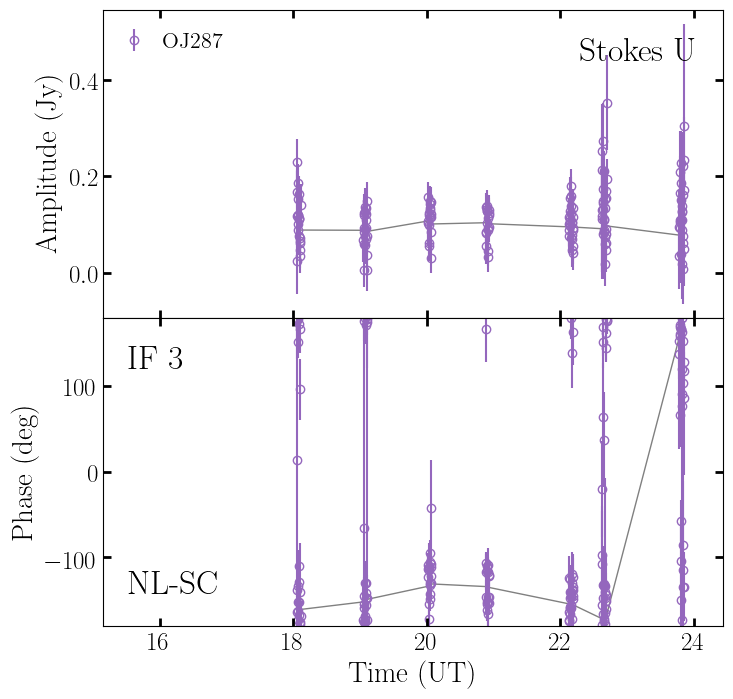 OJ287
Stokes U
Amplitude (Jy)
0.4
0.2
0.0
IF 3
NL-SC
Phase (deg)
100
0
−100
16
18
20
22
24
Time (UT)